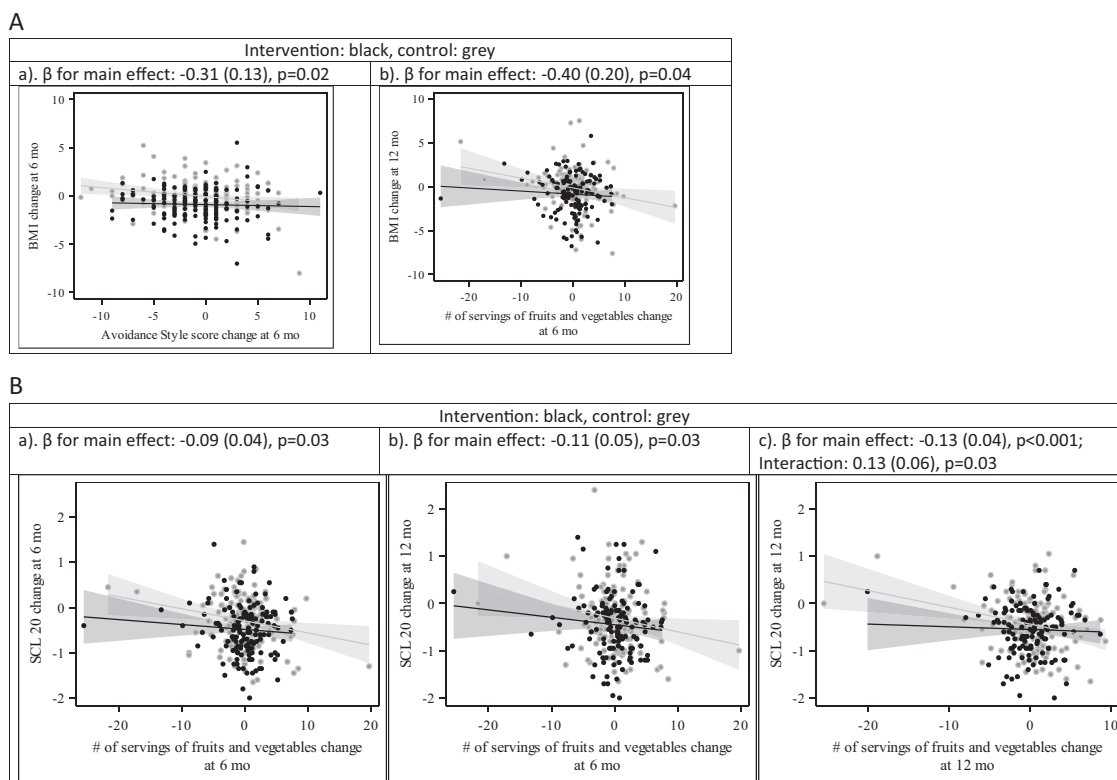 A
Intervention: black, control: grey
a). β for main effect: -0.31 (0.13), p=0.02
b). β for main effect: -0.40 (0.20), p=0.04
BMI change at 6 mo
10
5
0
-5
-10
-10
-5
0
5
10
Avoidance Style score change at 6 mo
BMI change at 12 mo
10
5
0
-5
-10
-20
-10
0
10
20
# of servings of fruits and vegetables change
at 6 mo
B
Intervention: black, control: grey
a). β for main effect: -0.09 (0.04), p=0.03
b). β for main effect: -0.11 (0.05), p=0.03
c). β for main effect: -0.13 (0.04), p<0.001;
Interaction: 0.13 (0.06), p=0.03
SCL 20 change at 6 mo
2
1
0
-1
-2
-20
-10
0
10
20
# of servings of fruits and vegetables change
at 6 mo
SCL 20 change at 12 mo
2
1
0
-1
-2
-20
-10
0
10
20
# of servings of fruits and vegetables change
at 6 mo
SCL 20 change at 12 mo
2
1
0
-1
-2
-20
-10
0
10
# of servings of fruits and vegetables change
at 12 mo